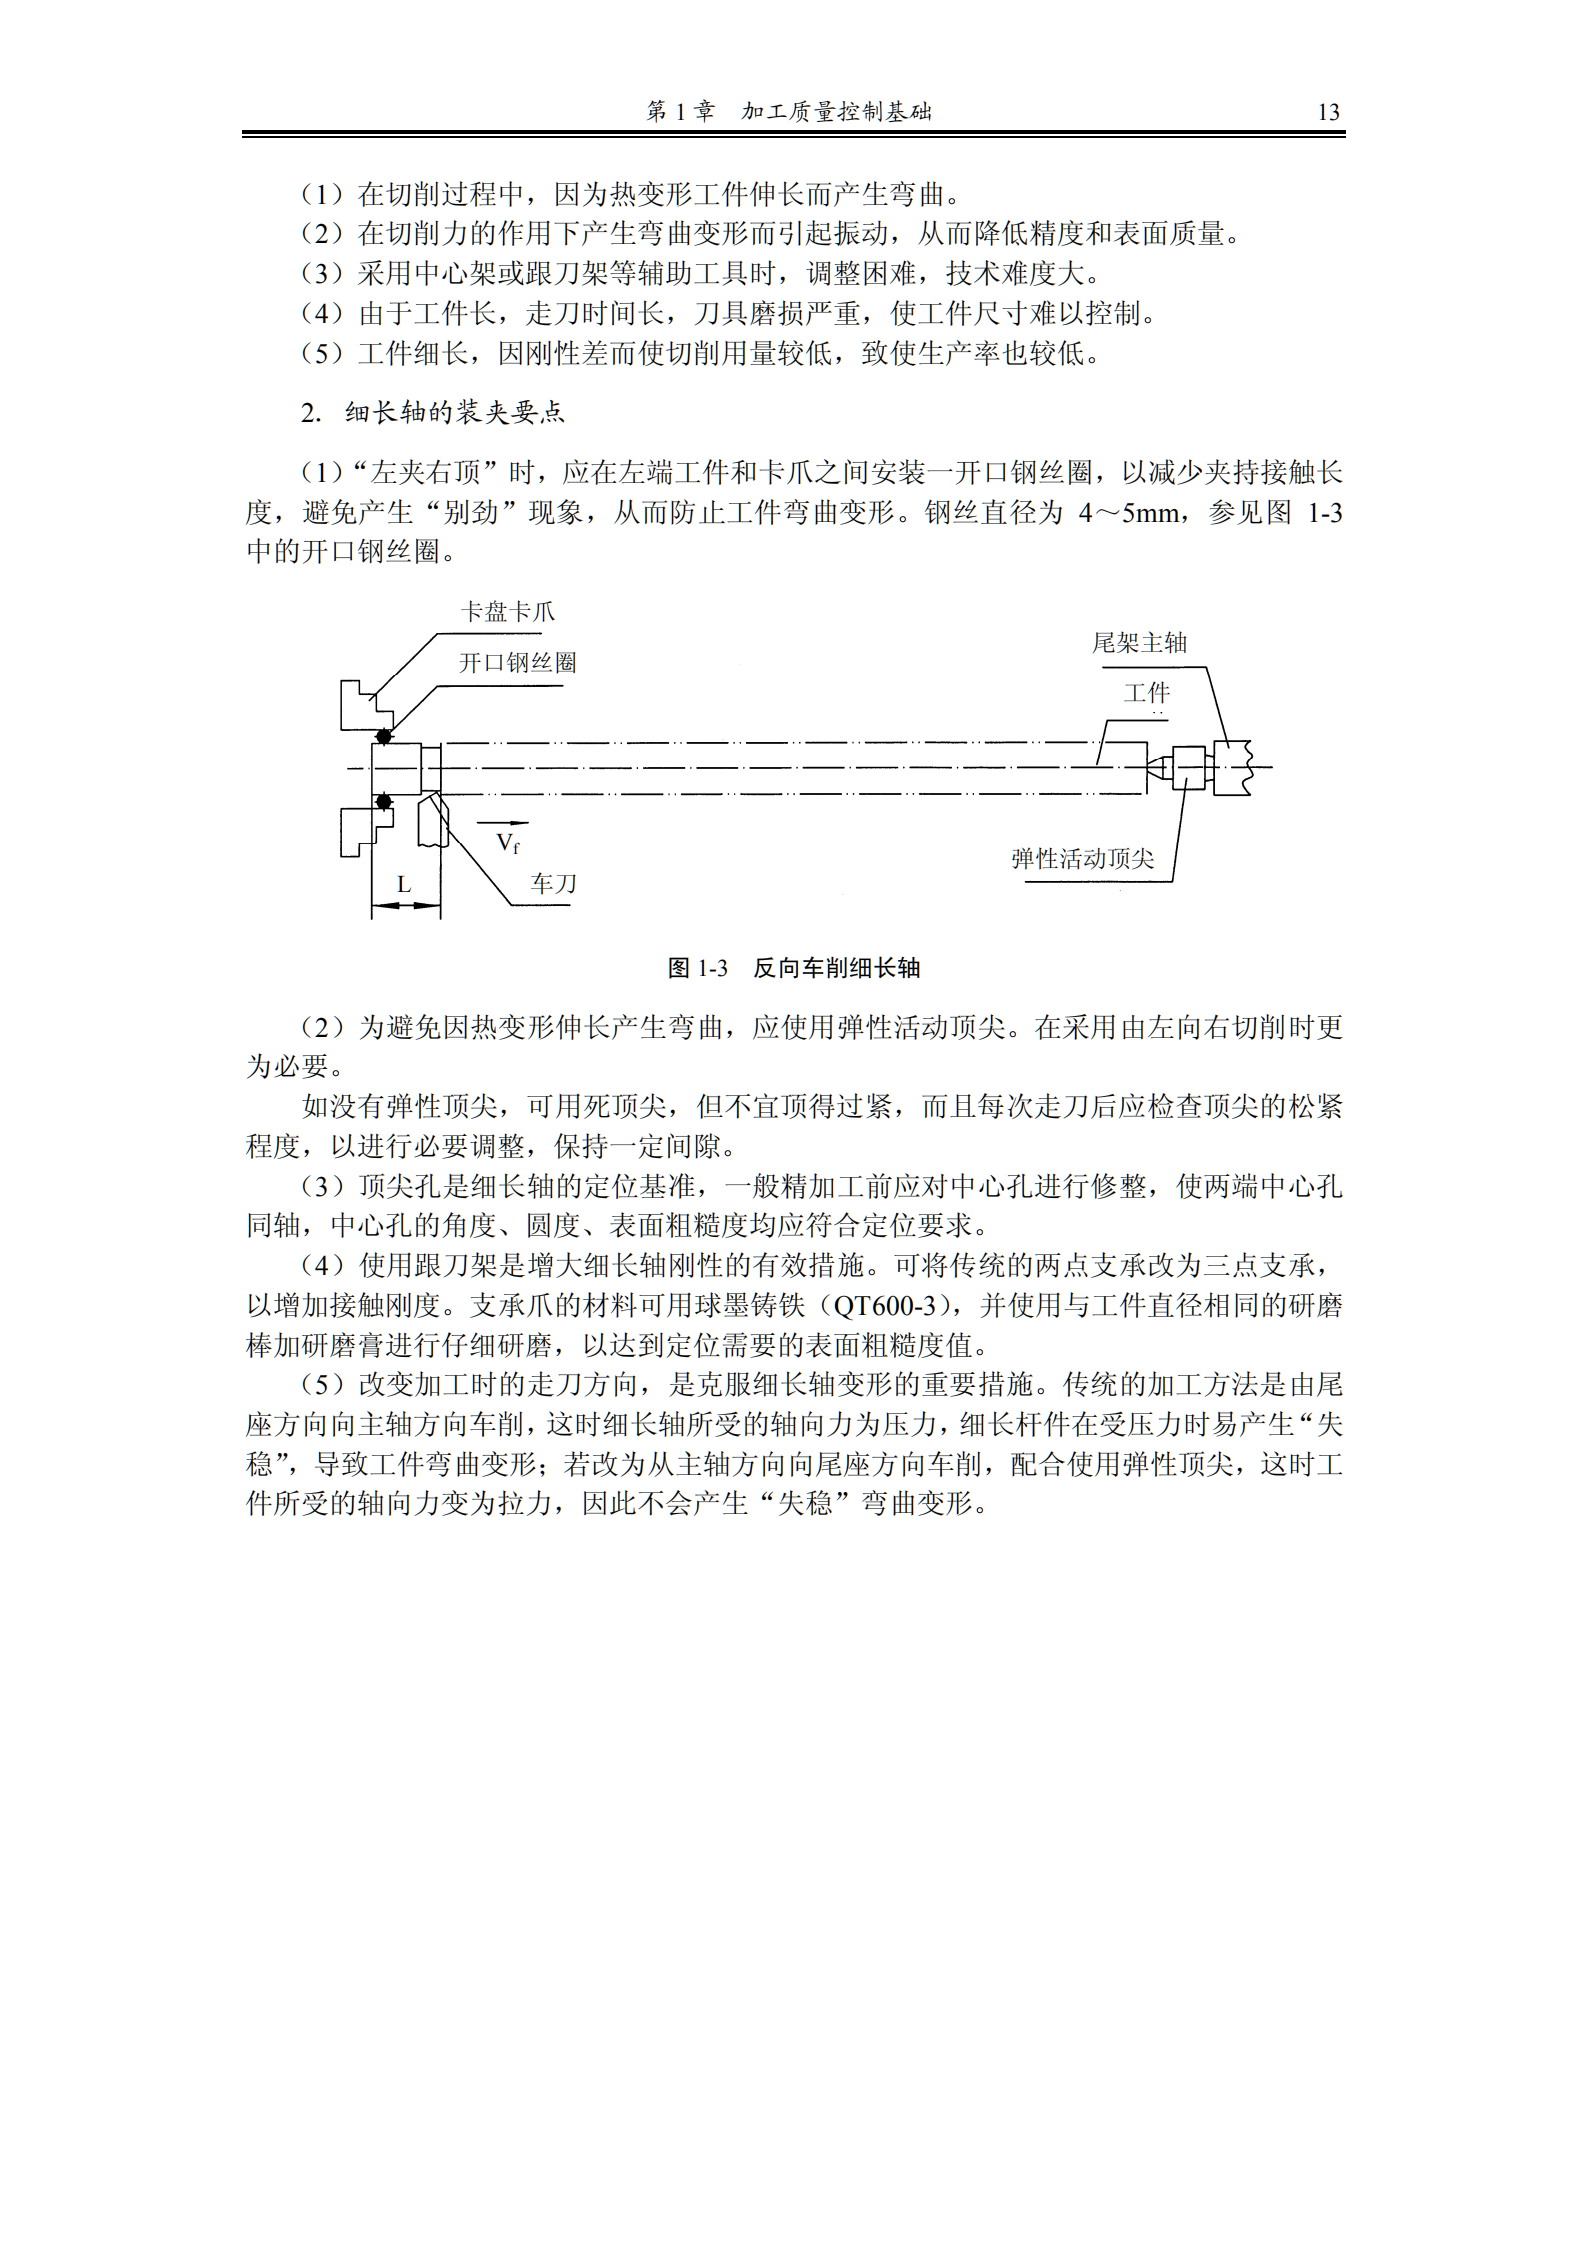 第 1 章　加工质量控制基础　13
（1）在切削过程中，因为热变形工件伸长而产生弯曲。
（2）在切削力的作用下产生弯曲变形而引起振动，从而降低精度和表面质量。
（3）采用中心架或跟刀架等辅助工具时，调整困难，技术难度大。
（4）由于工件长，走刀时间长，刀具磨损严重，使工件尺寸难以控制。
（5）工件细长，因刚性差而使切削用量较低，致使生产率也较低。
2. 细长轴的装夹要点
（1）“左夹右顶”时，应在左端工件和卡爪之间安装一开口钢丝圈，以减少夹持接触长
度，避免产生“别劲”现象，从而防止工件弯曲变形。钢丝直径为 4～5mm，参见图 1-3
中的开口钢丝圈。
卡盘卡爪
尾架主轴
开口钢丝圈
工件
Vf
弹性活动顶尖
L
车刀
图 1-3　反向车削细长轴
（2）为避免因热变形伸长产生弯曲，应使用弹性活动顶尖。在采用由左向右切削时更
为必要。
如没有弹性顶尖，可用死顶尖，但不宜顶得过紧，而且每次走刀后应检查顶尖的松紧
程度，以进行必要调整，保持一定间隙。
（3）顶尖孔是细长轴的定位基准，一般精加工前应对中心孔进行修整，使两端中心孔
同轴，中心孔的角度、圆度、表面粗糙度均应符合定位要求。
（4）使用跟刀架是增大细长轴刚性的有效措施。可将传统的两点支承改为三点支承，
以增加接触刚度。支承爪的材料可用球墨铸铁（QT600-3），并使用与工件直径相同的研磨
棒加研磨膏进行仔细研磨，以达到定位需要的表面粗糙度值。
（5）改变加工时的走刀方向，是克服细长轴变形的重要措施。传统的加工方法是由尾
座方向向主轴方向车削，这时细长轴所受的轴向力为压力，细长杆件在受压力时易产生“失
稳”，导致工件弯曲变形；若改为从主轴方向向尾座方向车削，配合使用弹性顶尖，这时工
件所受的轴向力变为拉力，因此不会产生“失稳”弯曲变形。